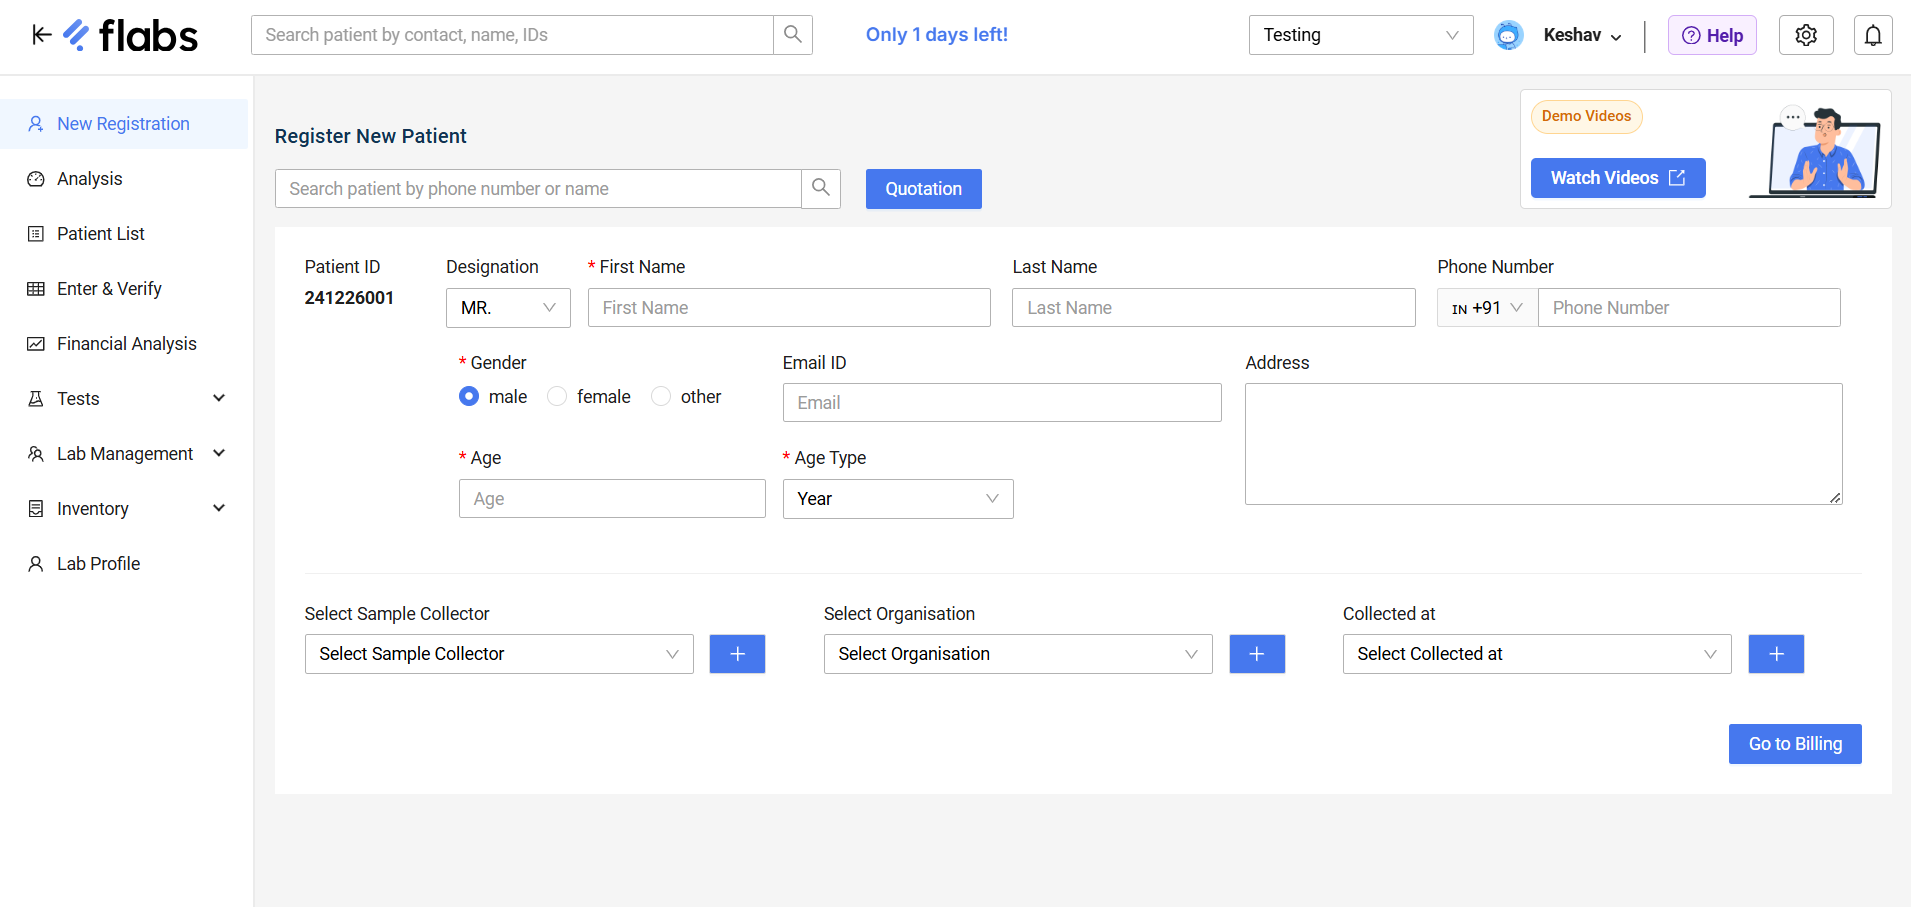 flabs
Search patient by contact, name, IDs
Only 1 days left!
Testing
Keshav
Help
New Registration
Analysis
Patient List
Enter & Verify
Financial Analysis
Tests
Lab Management
Inventory
Lab Profile
Register New Patient
Search patient by phone number or name
Quotation
Demo Videos
Watch Videos
Patient ID
241226001
Designation
MR.
* First Name
First Name
Last Name
Last Name
Phone Number
IN +91
Phone Number
* Gender
male
female
other
Email ID
Email
Address
* Age
Age
* Age Type
Year
Select Sample Collector
Select Sample Collector
Select Organisation
Select Organisation
Collected at
Select Collected at
Go to Billing